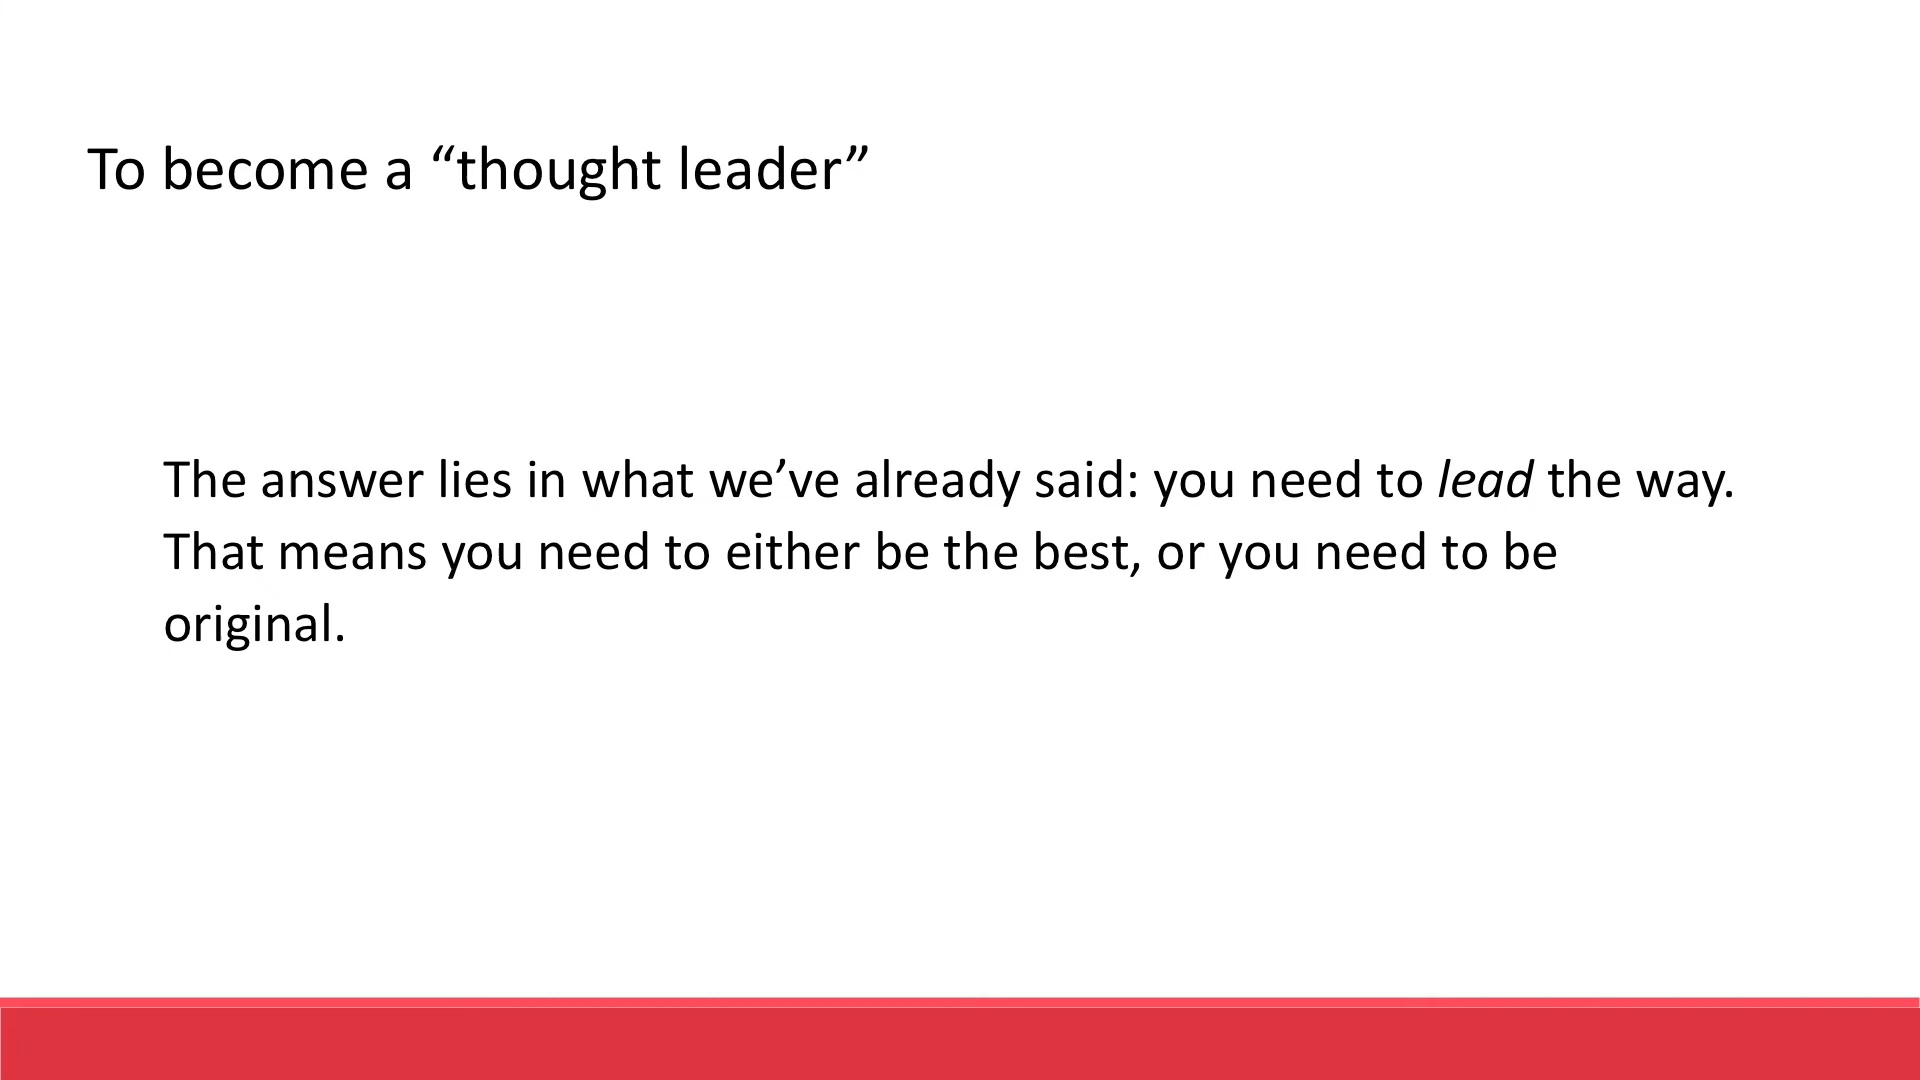 To become a “thought leader”
The answer lies in what we’ve already said: you need to lead the way.
That means you need to either be the best, or you need to be
original.